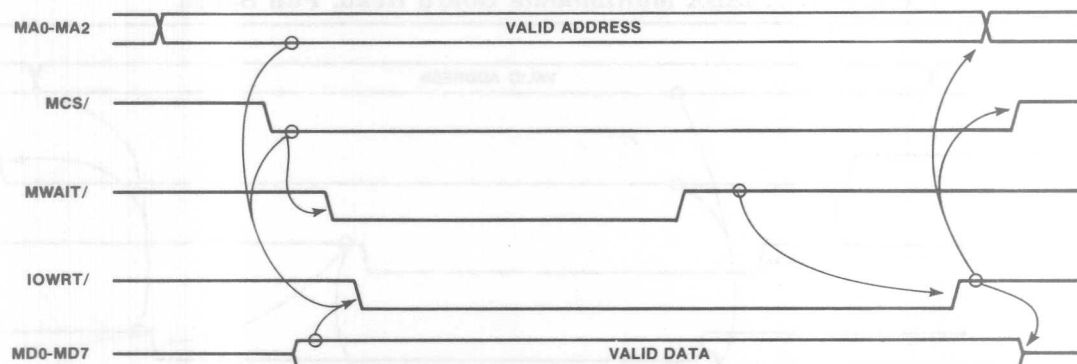 MA0-MA2
VALID ADDRESS
MCS/
MWAIT/
IOWRT/
MD0-MD7
VALID DATA